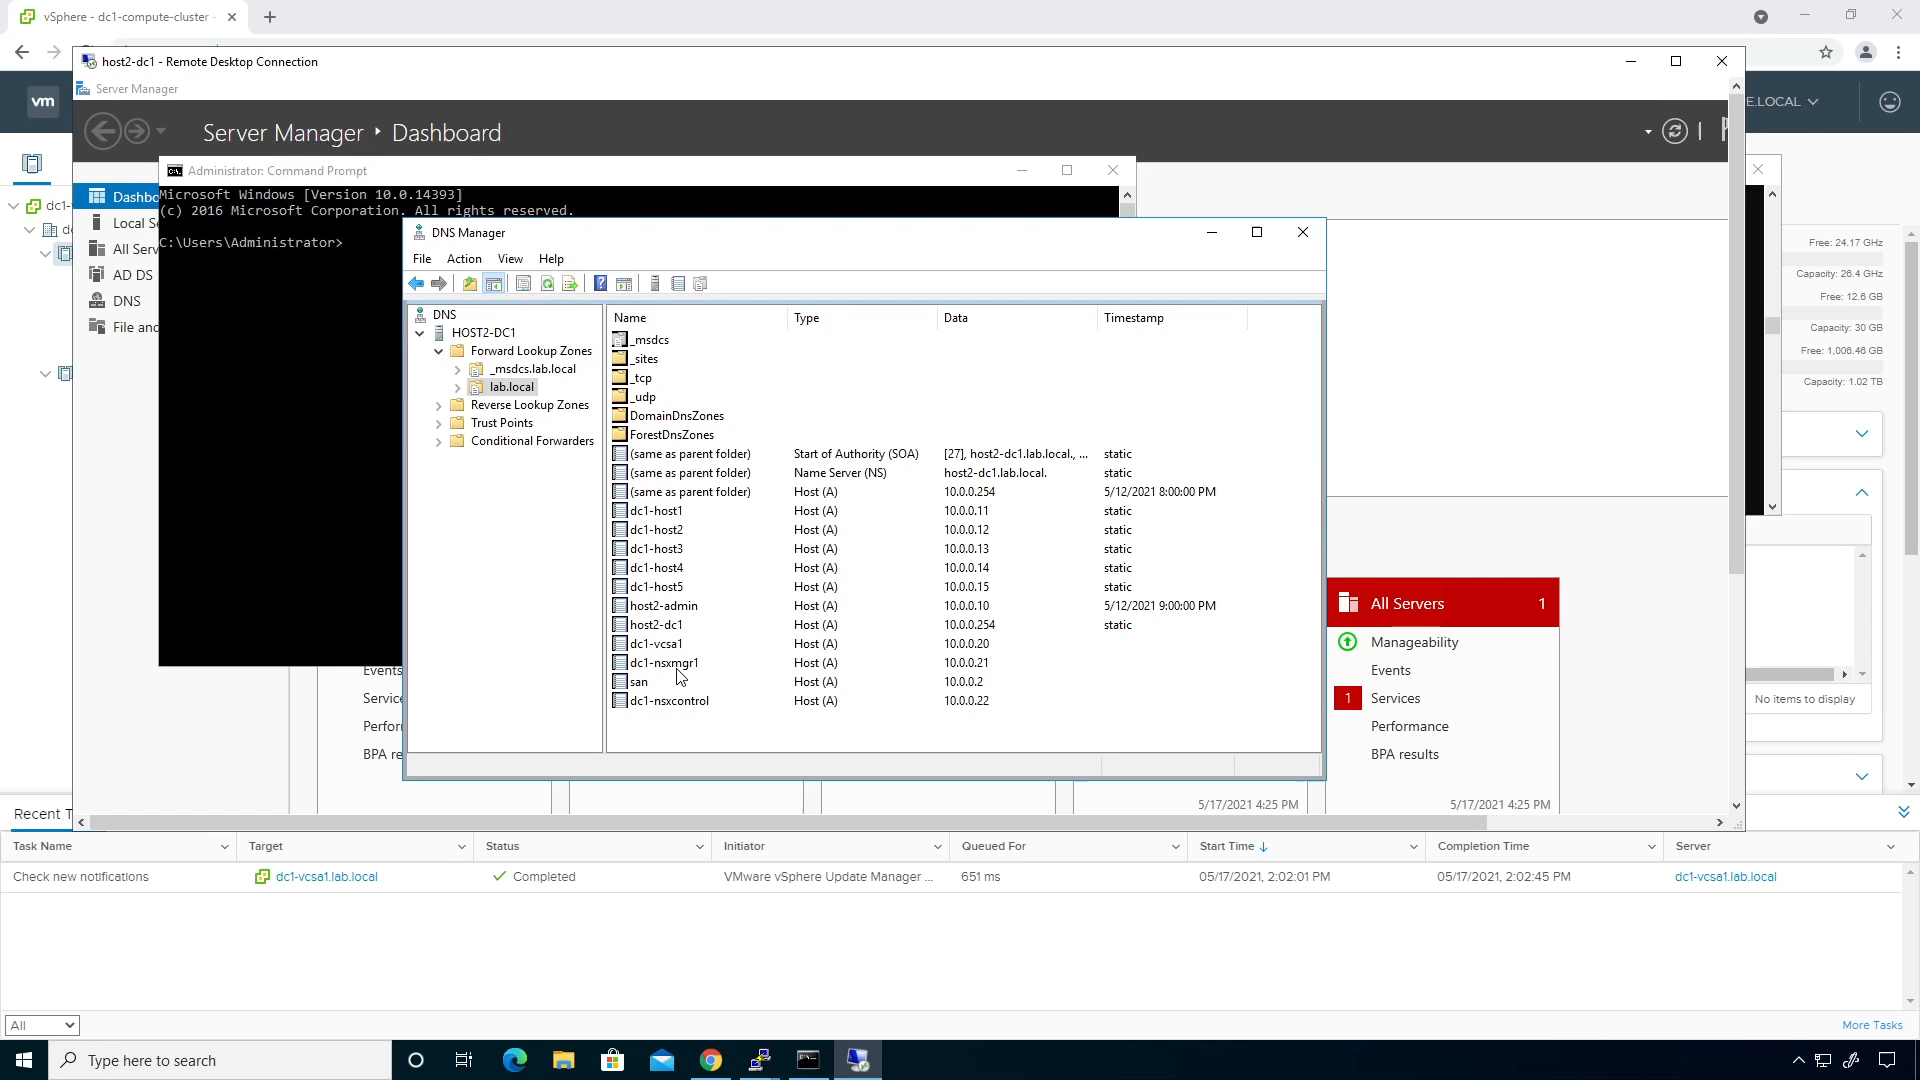 vSphere - dc1-compute-cluster -
host2-dc1 - Remote Desktop Connection
Server Manager
vm
E.LOCAL
Server Manager • Dashboard
Administrator: Command Prompt
Microsoft Windows [Version 10.0.14393]
(c) 2016 Microsoft Corporation. All rights reserved.
C:\Users\Administrator>
Dashbo
Local Se
All Serv
AD DS
DNS
File and
dc1-
DNS Manager
File Action View Help
DNS
HOST2-DC1
Forward Lookup Zones
_msdcs.lab.local
lab.local
Reverse Lookup Zones
Trust Points
Conditional Forwarders
Name Type Data Timestamp
_msdcs
_sites
_tcp
_udp
DomainDnsZones
ForestDnsZones
(same as parent folder) Start of Authority (SOA) [27], host2-dc1.lab.local., ... static
(same as parent folder) Name Server (NS) host2-dc1.lab.local. static
(same as parent folder) Host (A) 10.0.0.254 5/12/2021 8:00:00 PM
dc1-host1 Host (A) 10.0.0.11 static
dc1-host2 Host (A) 10.0.0.12 static
dc1-host3 Host (A) 10.0.0.13 static
dc1-host4 Host (A) 10.0.0.14 static
dc1-host5 Host (A) 10.0.0.15 static
host2-admin Host (A) 10.0.0.10 5/12/2021 9:00:00 PM
host2-dc1 Host (A) 10.0.0.254 static
dc1-vcsa1 Host (A) 10.0.0.20
dc1-nsxmgr1 Host (A) 10.0.0.21
san Host (A) 10.0.0.2
dc1-nsxcontrol Host (A) 10.0.0.22
Free: 24.17 GHz
Capacity: 26.4 GHz
Free: 12.6 GB
Capacity: 30 GB
Free: 1,006.46 GB
Capacity: 1.02 TB
All Servers 1
Manageability
Events
1 Services
Performance
BPA results
Events
Service
Perfor
BPA re
No items to display
5/17/2021 4:25 PM
5/17/2021 4:25 PM
Recent T
Task Name Target Status Initiator Queued For Start Time Completion Time Server
Check new notifications dc1-vcsa1.lab.local Completed VMware vSphere Update Manager ... 651 ms 05/17/2021, 2:02:01 PM 05/17/2021, 2:02:45 PM dc1-vcsa1.lab.local
All
More Tasks
Type here to search